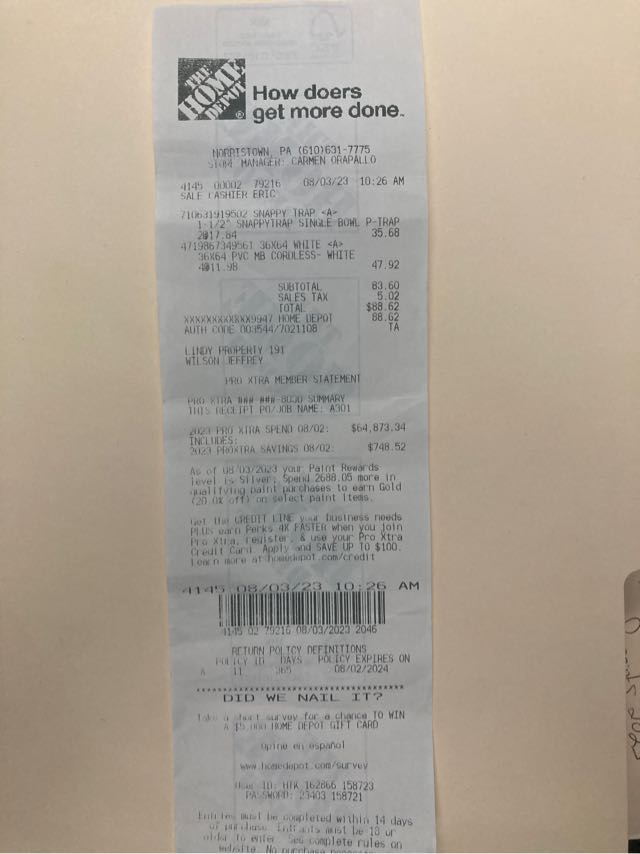 THE HOME DEPOT
How doers
get more done.
NORRISTOWN, PA (610)631-7775
STORE MANAGER: CARMEN ORAPALLO
4145 00002 79216 08/03/23 10:26 AM
SALE CASHIER ERIC
710631919502 SNAPPY TRAP <A>
1-1/2" SNAPPYTRAP SINGLE BOWL P-TRAP
2@17.84 35.68
4719867349561 36X64 WHITE <A>
36X64 PVC MB CORDLESS- WHITE
4@11.98 47.92
SUBTOTAL 83.60
SALES TAX 5.02
TOTAL $88.62
XXXXXXXXXXXX9947 HOME DEPOT 88.62
AUTH CODE 003544/7021108 TA
LINDY PROPERTY 191
WILSON JEFFREY
PRO XTRA MEMBER STATEMENT
PRO XTRA ###-###-8030 SUMMARY
THIS RECEIPT PO/JOB NAME: A301
2023 PRO XTRA SPEND 08/02: $64,873.34
INCLUDES:
2023 PROXTRA SAVINGS 08/02: $748.52
As of 08/03/2023 your Paint Rewards
level is Silver; Spend 2688.05 more in
qualifying paint purchases to earn Gold
(20.0% off) on select paint items.
Get the CREDIT LINE your business needs
PLUS earn Perks 4X FASTER when you join
Pro Xtra, register, & use your Pro Xtra
Credit Card. Apply and SAVE UP TO $100.
Learn more at homedepot.com/credit
4145 08/03/23 10:26 AM
4145 02 79216 08/03/2023 2046
RETURN POLICY DEFINITIONS
POLICY ID DAYS POLICY EXPIRES ON
A 11 365 08/02/2024
DID WE NAIL IT?
Take a short survey for a chance TO WIN
A $5,000 HOME DEPOT GIFT CARD
Opine en español
www.homedepot.com/survey
User ID: H1K 162866 158723
PASSWORD: 23403 158721
Entries must be completed within 14 days
of purchase. Entrants must be 18 or
older to enter. See complete rules on
website. No purchase necessary.